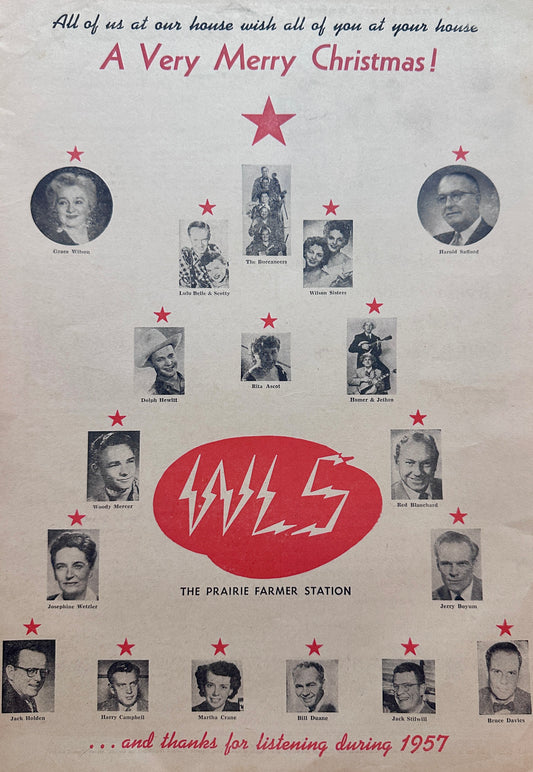 All of us at our house wish all of you at your house
A Very Merry Christmas!
Grace Wilson
Harold Safford
The Buccaneers
Lulu Belle & Scotty
Wilson Sisters
Dolph Hewitt
Rita Ascot
Homer & Jethro
Woody Mercer
Red Blanchard
WLS
THE PRAIRIE FARMER STATION
Josephine Wetzler
Jerry Boyum
Jack Holden
Harry Campbell
Martha Crane
Bill Duane
Jack Stilwill
Bruce Davies
...and thanks for listening during 1957